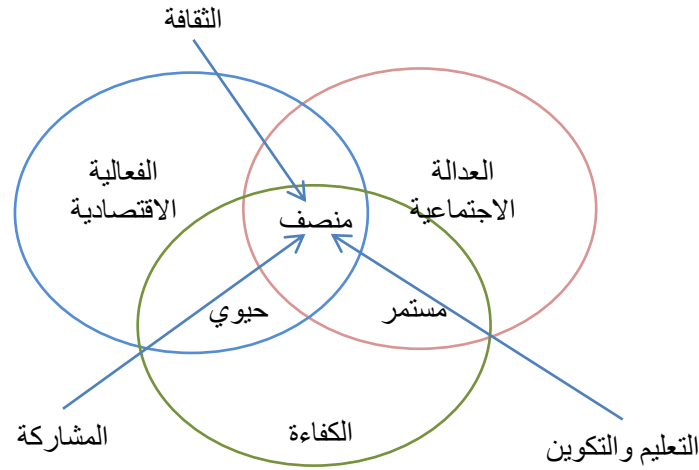 الثقافة
العدالة
الاجتماعية
الفعالية
الاقتصادية
منصف
مستمر
حيوي
الكفاءة
المشاركة
التعليم والتكوين